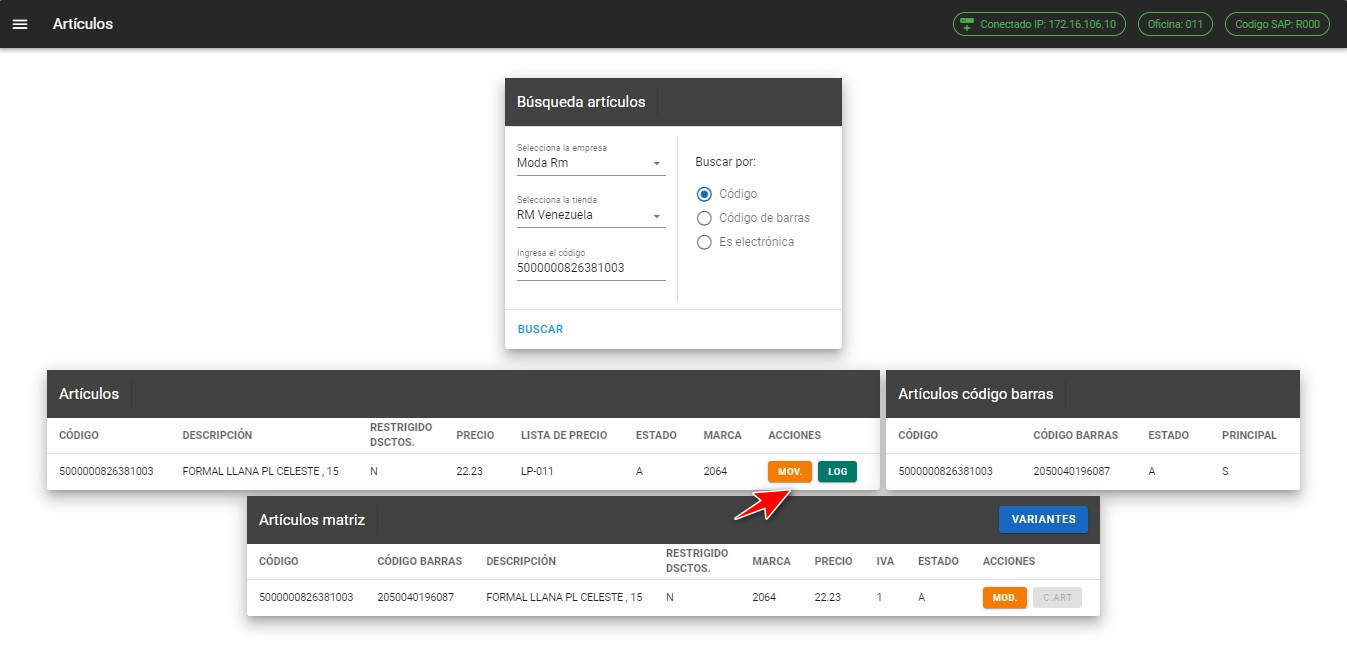 Artículos
Conectado IP: 172.16.106.10
Oficina: 011
Codigo SAP: R000
Búsqueda artículos
Selecciona la empresa
Moda Rm
Selecciona la tienda
RM Venezuela
Ingresa el código
5000000826381003
Buscar por:
Código
Código de barras
Es electrónica
BUSCAR
Artículos
CÓDIGO DESCRIPCIÓN RESTRIGIDO DSCTOS. PRECIO LISTA DE PRECIO ESTADO MARCA ACCIONES
5000000826381003 FORMAL LLANA PL CELESTE , 15 N 22.23 LP-011 A 2064 MOV. LOG
Artículos código barras
CÓDIGO CÓDIGO BARRAS ESTADO PRINCIPAL
5000000826381003 2050040196087 A S
Artículos matriz VARIANTES
CÓDIGO CÓDIGO BARRAS DESCRIPCIÓN RESTRIGIDO DSCTOS. MARCA PRECIO IVA ESTADO ACCIONES
5000000826381003 2050040196087 FORMAL LLANA PL CELESTE , 15 N 2064 22.23 1 A MOD. C.ART